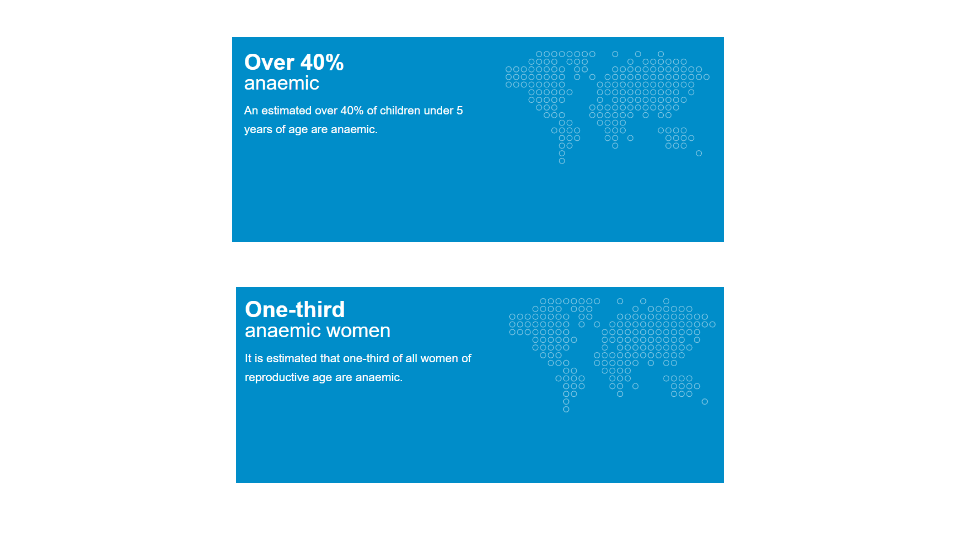 Over 40%
anaemic
An estimated over 40% of children under 5
years of age are anaemic.
One-third
anaemic women
It is estimated that one-third of all women of
reproductive age are anaemic.